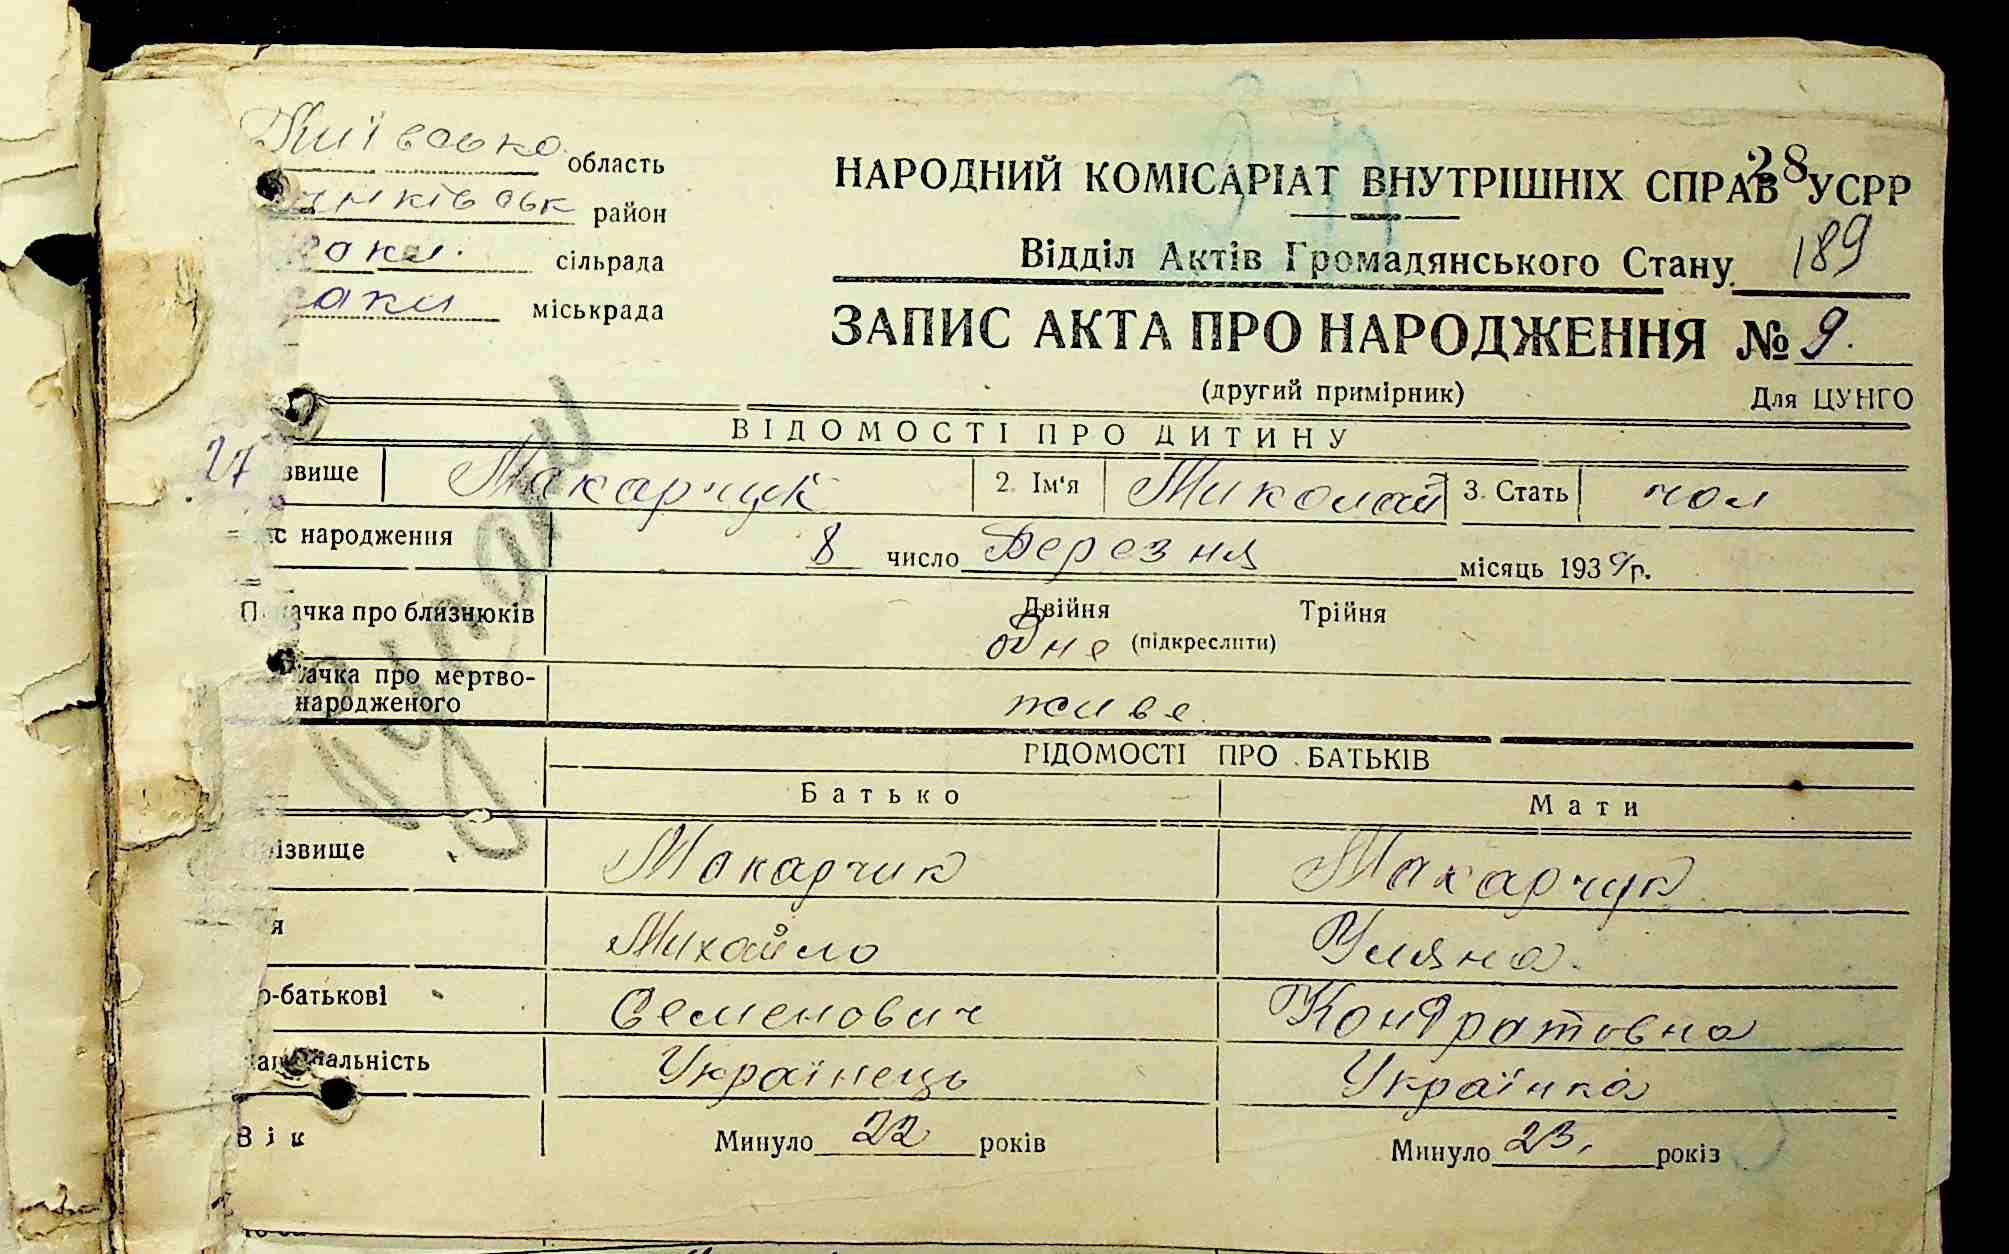 Київсько область
район
сільрада
міськрада
28
НАРОДНИЙ КОМІСАРІАТ ВНУТРІШНІХ СПРАВ УСРР
Відділ Актів Громадянського Стану 189
ЗАПИС АКТА ПРО НАРОДЖЕННЯ № 9.
(другий примірник) Для ЦУНГО
ВІДОМОСТІ ПРО ДИТИНУ
27 звище Макарчук 2. Ім'я Миколай 3. Стать чол
с народження 8 число Березня місяць 193 р.
ачка про близнюків Двійня Трійня
одне (підкреслити)
ачка про мертво-
народженого живе
ВІДОМОСТІ ПРО БАТЬКІВ
Батько Мати
ізвище Макарчик Макарчук
я Михайло Уляна
о-батькові Семенович Кондратовна
альність Українець Українка
Вік Минуло 22 років Минуло 23. років